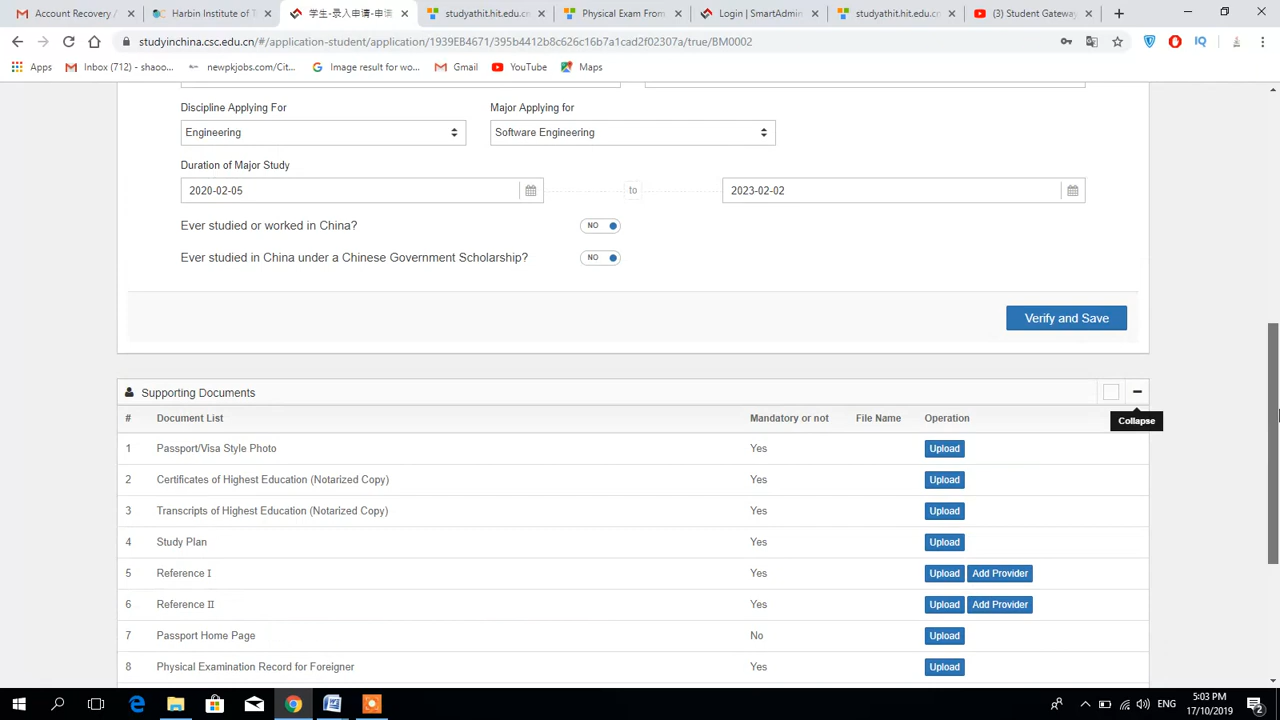 Account Recovery /
Harbin Institute of T
学生-录入申请-申请
studyathit.hit.edu.cn
Physical Exam From
Login | SmartAdmin
studyathit.hit.edu.cn
(3) Student Gateway
studyinchina.csc.edu.cn/#/application-student/application/1939EB4671/395b4412b8c626c16b7a1cad2f02307a/true/BM0002
IQ
Apps
Inbox (712) - shaoo...
newpkjobs.com/Cit...
Image result for wo...
Gmail
YouTube
Maps
Discipline Applying For
Major Applying for
Engineering
Software Engineering
Duration of Major Study
2020-02-05
to
2023-02-02
Ever studied or worked in China?
NO
Ever studied in China under a Chinese Government Scholarship?
NO
Verify and Save
Supporting Documents
Collapse
# Document List Mandatory or not File Name Operation
1 Passport/Visa Style Photo Yes Upload
2 Certificates of Highest Education (Notarized Copy) Yes Upload
3 Transcripts of Highest Education (Notarized Copy) Yes Upload
4 Study Plan Yes Upload
5 Reference Ⅰ Yes Upload Add Provider
6 Reference Ⅱ Yes Upload Add Provider
7 Passport Home Page No Upload
8 Physical Examination Record for Foreigner Yes Upload
ENG
5:03 PM
17/10/2019
2